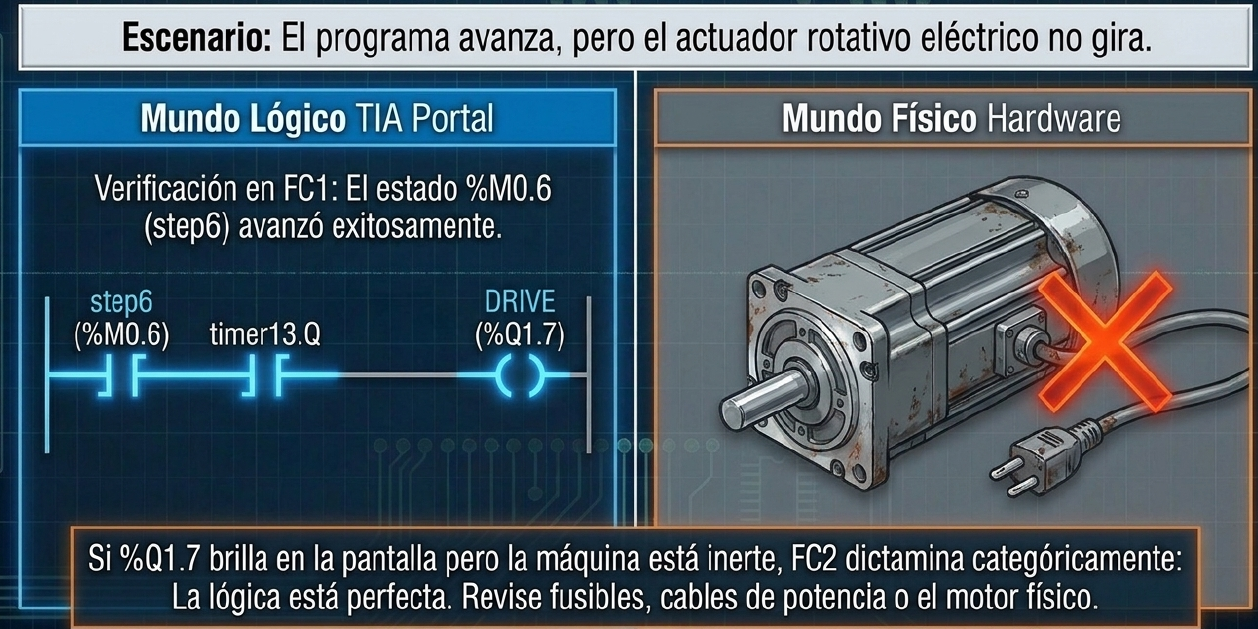 Escenario: El programa avanza, pero el actuador rotativo eléctrico no gira.
Mundo Lógico TIA Portal
Verificación en FC1: El estado %M0.6
(step6) avanzó exitosamente.
step6
(%M0.6)
timer13.Q
DRIVE
(%Q1.7)
Mundo Físico Hardware
Si %Q1.7 brilla en la pantalla pero la máquina está inerte, FC2 dictamina categóricamente:
La lógica está perfecta. Revise fusibles, cables de potencia o el motor físico.